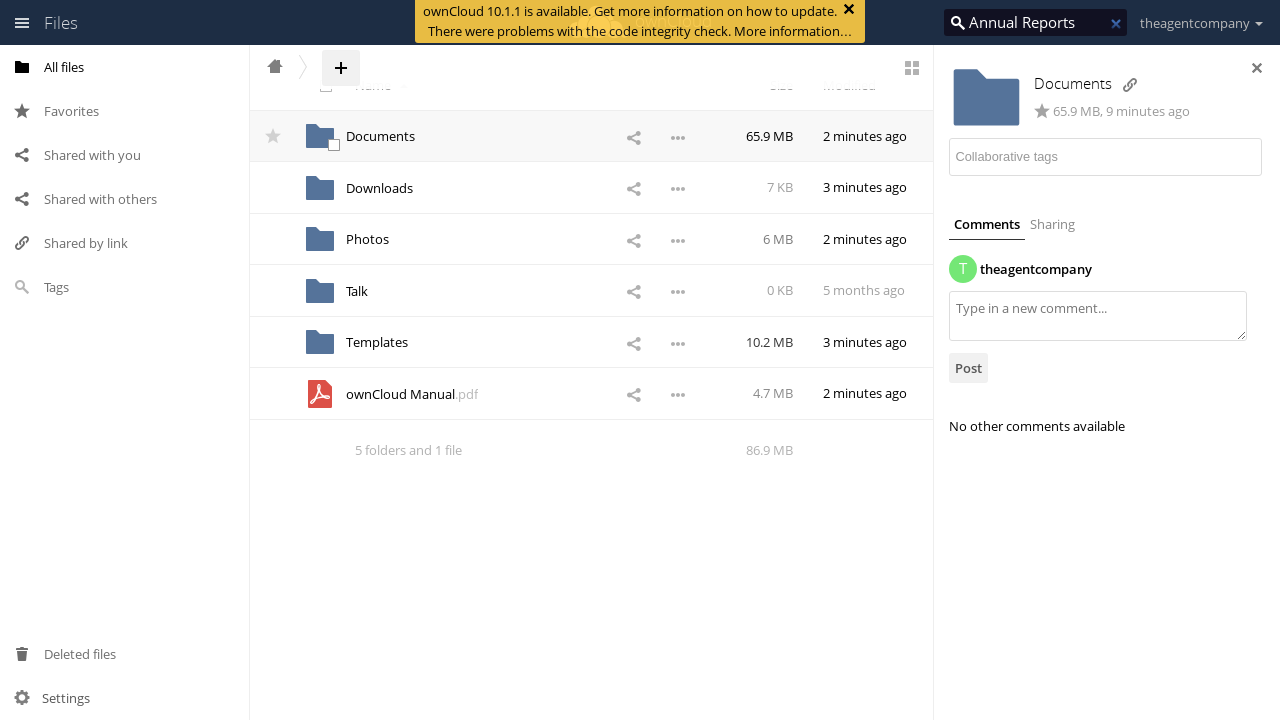 Files
ownCloud 10.1.1 is available. Get more information on how to update.
There were problems with the code integrity check. More information…
Annual Reports
theagentcompany
All files
Favorites
Shared with you
Shared with others
Shared by link
Tags
Deleted files
Settings
Name
Size
Modified
Documents
65.9 MB
2 minutes ago
Downloads
7 KB
3 minutes ago
Photos
6 MB
2 minutes ago
Talk
0 KB
5 months ago
Templates
10.2 MB
3 minutes ago
ownCloud Manual.pdf
4.7 MB
2 minutes ago
5 folders and 1 file
86.9 MB
Documents
65.9 MB, 9 minutes ago
Collaborative tags
Comments
Sharing
T
theagentcompany
Type in a new comment...
Post
No other comments available